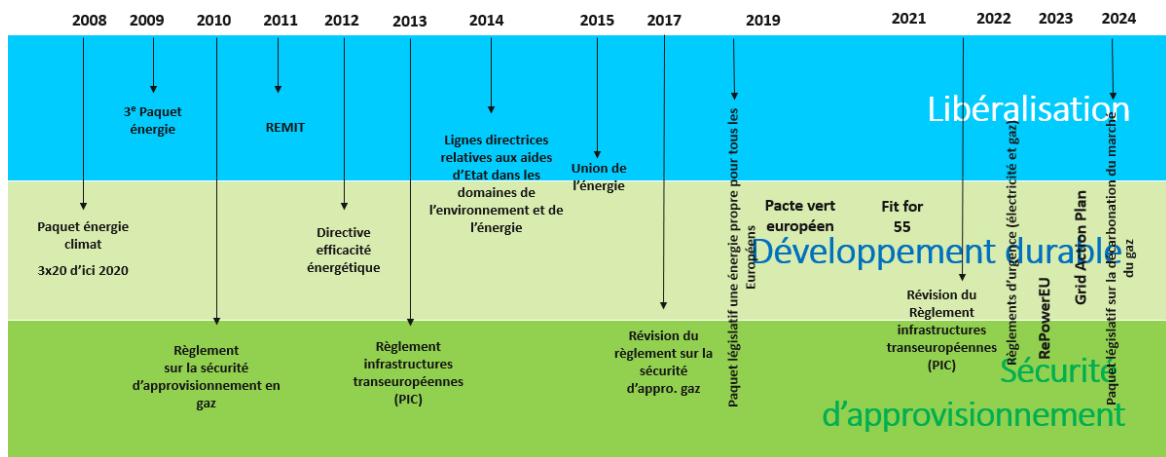 2008 2009 2010 2011 2012 2013 2014 2015 2017 2019 2021 2022 2023 2024
Libéralisation
3e Paquet
énergie
REMIT
Lignes directrices
relatives aux aides
d'Etat dans les
domaines de
l'environnement et de
l'énergie
Union de
l'énergie
Paquet énergie
climat
3x20 d'ici 2020
Directive
efficacité
énergétique
Pacte vert
européen
Fit for
55
Développement durable
Règlement
sur la sécurité
d'approvisionnement en
gaz
Règlement
infrastructures
transeuropéennes
(PIC)
Révision du
règlement sur la
sécurité
d'appro. gaz
Paquet législatif une énergie propre pour tous les
Européens
Révision du
Règlement
infrastructures
transeuropéennes
(PIC)
Règlements d'urgence (électricité et gaz)
RePowerEU
Grid Action Plan
Paquet législatif sur la décarbonation du marché
du gaz
Sécurité
d'approvisionnement